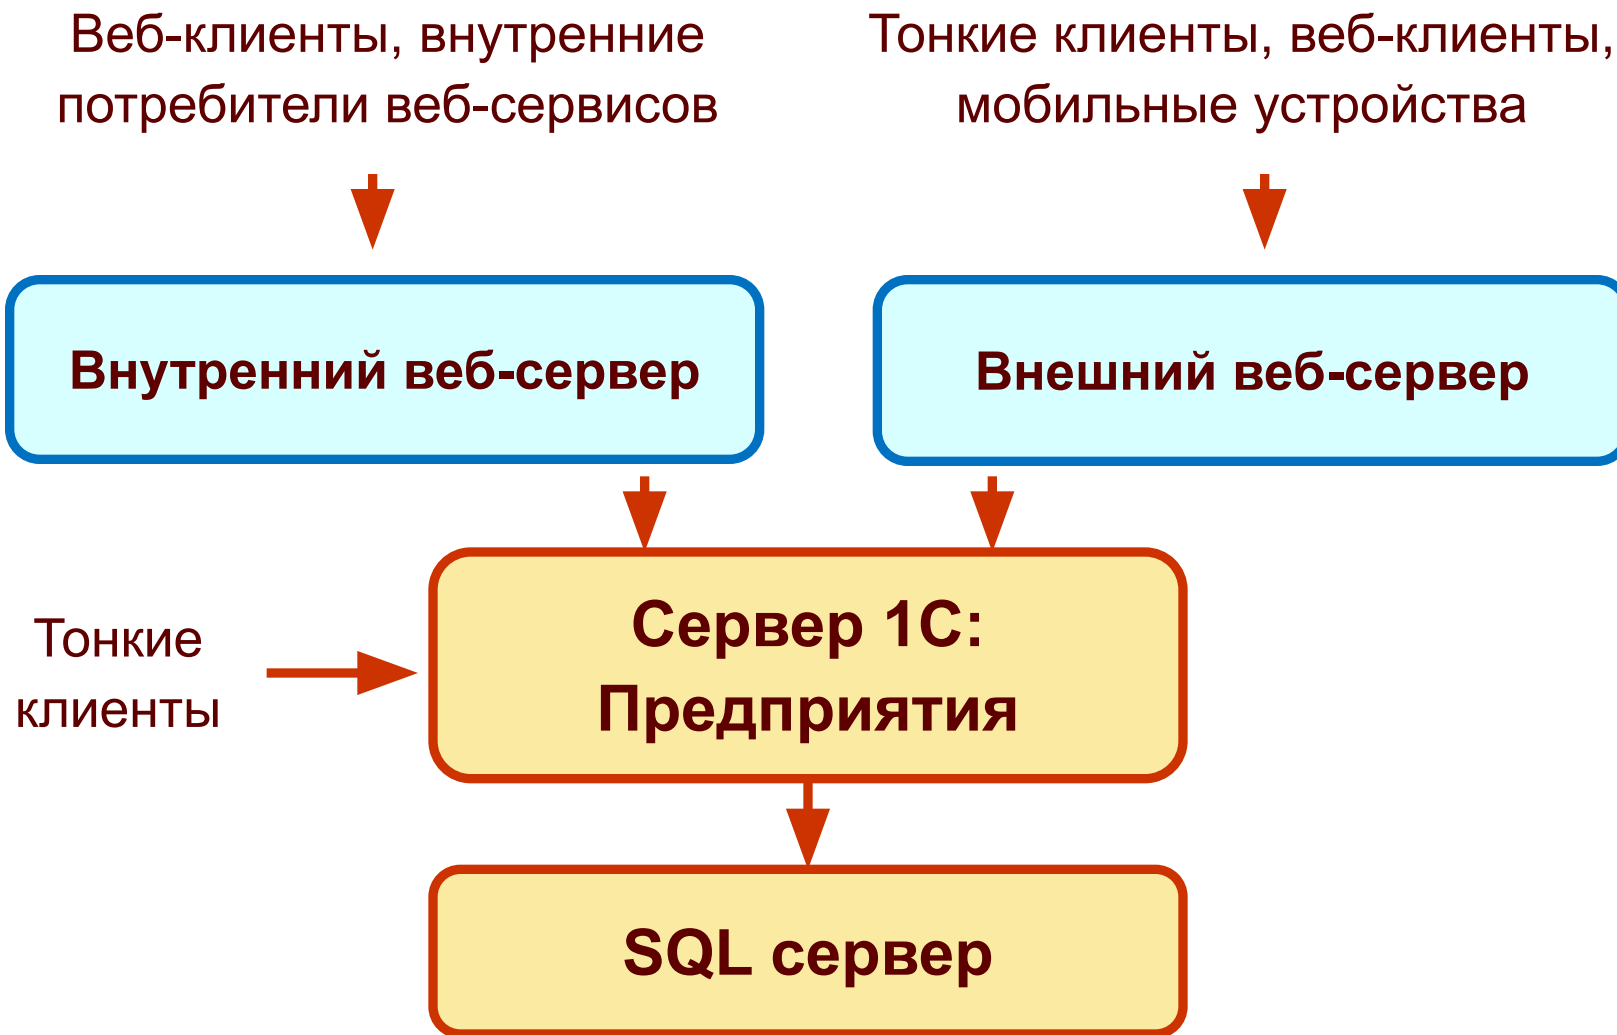 Веб-клиенты, внутренние
потребители веб-сервисов
Тонкие клиенты, веб-клиенты,
мобильные устройства
Внутренний веб-сервер
Внешний веб-сервер
Тонкие
клиенты
Сервер 1С:
Предприятия
SQL сервер